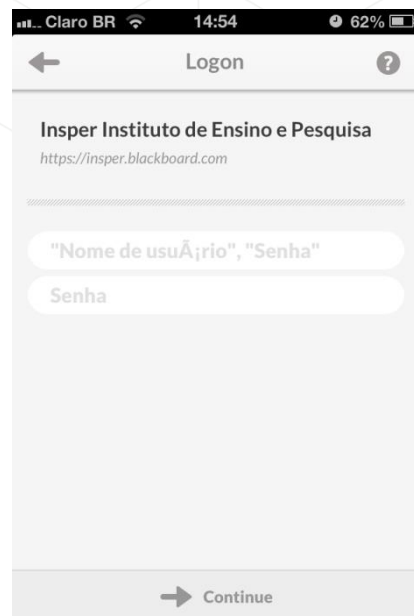 Claro BR 14:54 62%
Logon
?
Insper Instituto de Ensino e Pesquisa
https://insper.blackboard.com
"Nome de usuÃ¡rio", "Senha"
Senha
Continue